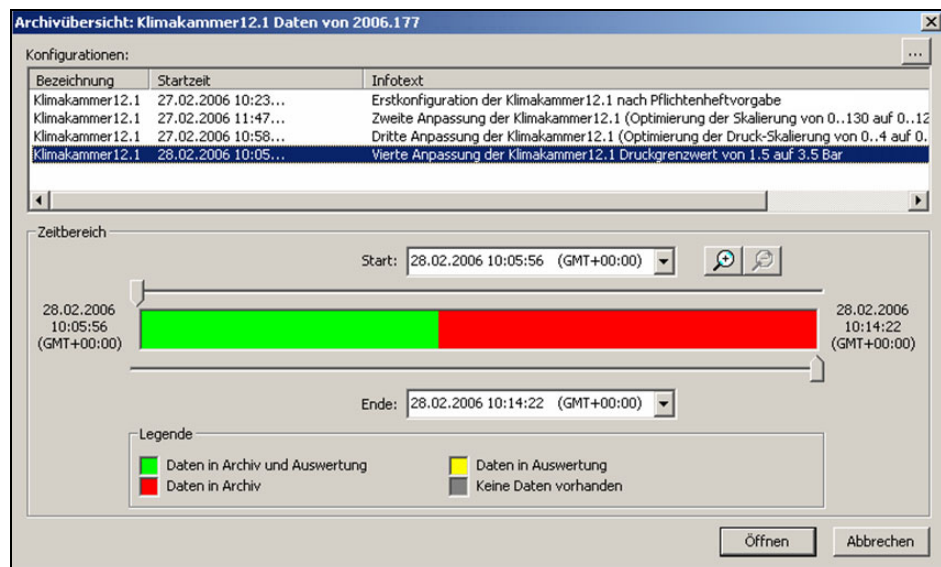 Archivübersicht: Klimakammer12.1 Daten von 2006.177
Konfigurationen:
...
Bezeichnung Startzeit Infotext
Klimakammer12.1 27.02.2006 10:23... Erstkonfiguration der Klimakammer12.1 nach Pflichtenheftvorgabe
Klimakammer12.1 27.02.2006 11:47... Zweite Anpassung der Klimakammer12.1 (Optimierung der Skalierung von 0..130 auf 0..12
Klimakammer12.1 27.02.2006 10:58... Dritte Anpassung der Klimakammer12.1 (Optimierung der Druck-Skalierung von 0..4 auf 0.
Klimakammer12.1 28.02.2006 10:05... Vierte Anpassung der Klimakammer12.1 Druckgrenzwert von 1.5 auf 3.5 Bar
Zeitbereich
Start: 28.02.2006 10:05:56 (GMT+00:00)
28.02.2006
10:05:56
(GMT+00:00)
28.02.2006
10:14:22
(GMT+00:00)
Ende: 28.02.2006 10:14:22 (GMT+00:00)
Legende
Daten in Archiv und Auswertung
Daten in Auswertung
Daten in Archiv
Keine Daten vorhanden
Öffnen
Abbrechen